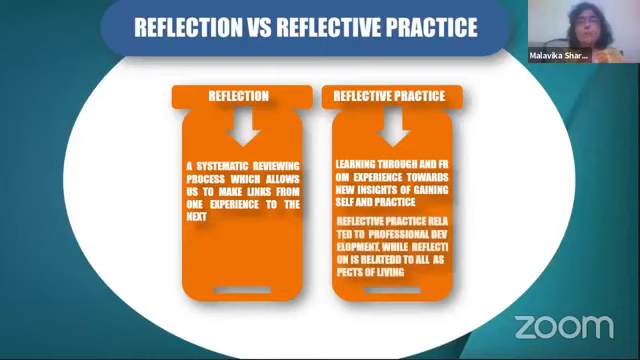 REFLECTION VS REFLECTIVE PRACTICE
Malavika Shar...
REFLECTION
A SYSTEMATIC REVIEWING
PROCESS WHICH ALLOWS
US TO MAKE LINKS FROM
ONE EXPERIENCE TO THE
NEXT
REFLECTIVE PRACTICE
LEARNING THROUGH AND FR
OM EXPERIENCE TOWARDS
NEW INSIGHTS OF GAINING
SELF AND PRACTICE
REFLECTIVE PRACTICE RELA
TED TO PROFESSIONAL DEV
ELOPMENT, WHILE REFLECTI
ON IS RELATEDD TO ALL AS
PECTS OF LIVING
zoom